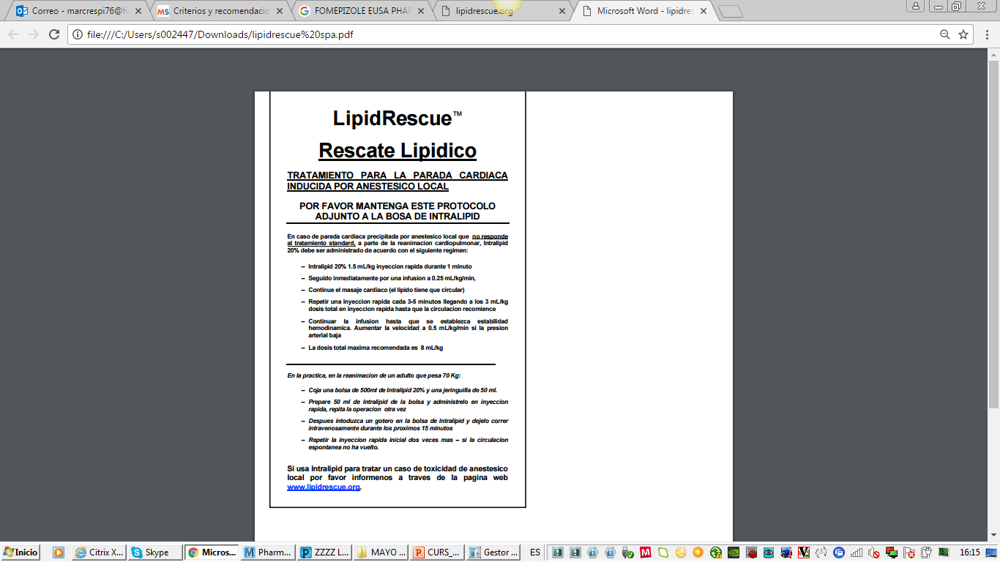 Correo - marcrespi76@h
Criterios y recomendacio
FOMEPIZOLE EUSA PHAR
lipidrescue.org
Microsoft Word - lipidres
file:///C:/Users/s002447/Downloads/lipidrescue%20spa.pdf
LipidRescue™
Rescate Lipidico
TRATAMIENTO PARA LA PARADA CARDIACA
INDUCIDA POR ANESTESICO LOCAL
POR FAVOR MANTENGA ESTE PROTOCOLO
ADJUNTO A LA BOSA DE INTRALIPID
En caso de parada cardiaca precipitada por anestesico local que no responde
al tratamiento standard, a parte de la reanimacion cardiopulmonar, Intralipid
20% debe ser administrado de acuerdo con el siguiente regimen:
– Intralipid 20% 1.5 mL/kg inyeccion rapida durante 1 minuto
– Seguido inmediatamente por una infusion a 0.25 mL/kg/min,
– Continue el masaje cardiaco (el lipido tiene que circular)
– Repetir una inyeccion rapida cada 3-5 minutos llegando a los 3 mL/kg
dosis total en inyeccion rapida hasta que la circulacion recomience
– Continuar la infusion hasta que se establezca estabilidad
hemodinamica. Aumentar la velocidad a 0.5 mL/kg/min si la presion
arterial baja
– La dosis total maxima recomendada es 8 mL/kg
En la practica, en la reanimacion de un adulto que pesa 70 Kg:
– Coja una bolsa de 500ml de Intralipid 20% y una jeringuilla de 50 ml.
– Prepare 50 ml de Intralipid de la bolsa y administrelo en inyeccion
rapida, repita la operacion otra vez
– Despues intoduzca un gotero en la bolsa de Intralipid y dejelo correr
intravenosamente durante los proximos 15 minutos
– Repetir la inyeccion rapida inicial dos veces mas – si la circulacion
espontanea no ha vuelto.
Si usa Intralipid para tratar un caso de toxicidad de anestesico
local por favor informenos a traves de la pagina web
www.lipidrescue.org.
Inicio
Citrix X...
Skype
Micros...
Pharm...
ZZZZ L...
MAYO ...
CURS_...
Gestor ...
ES
16:15